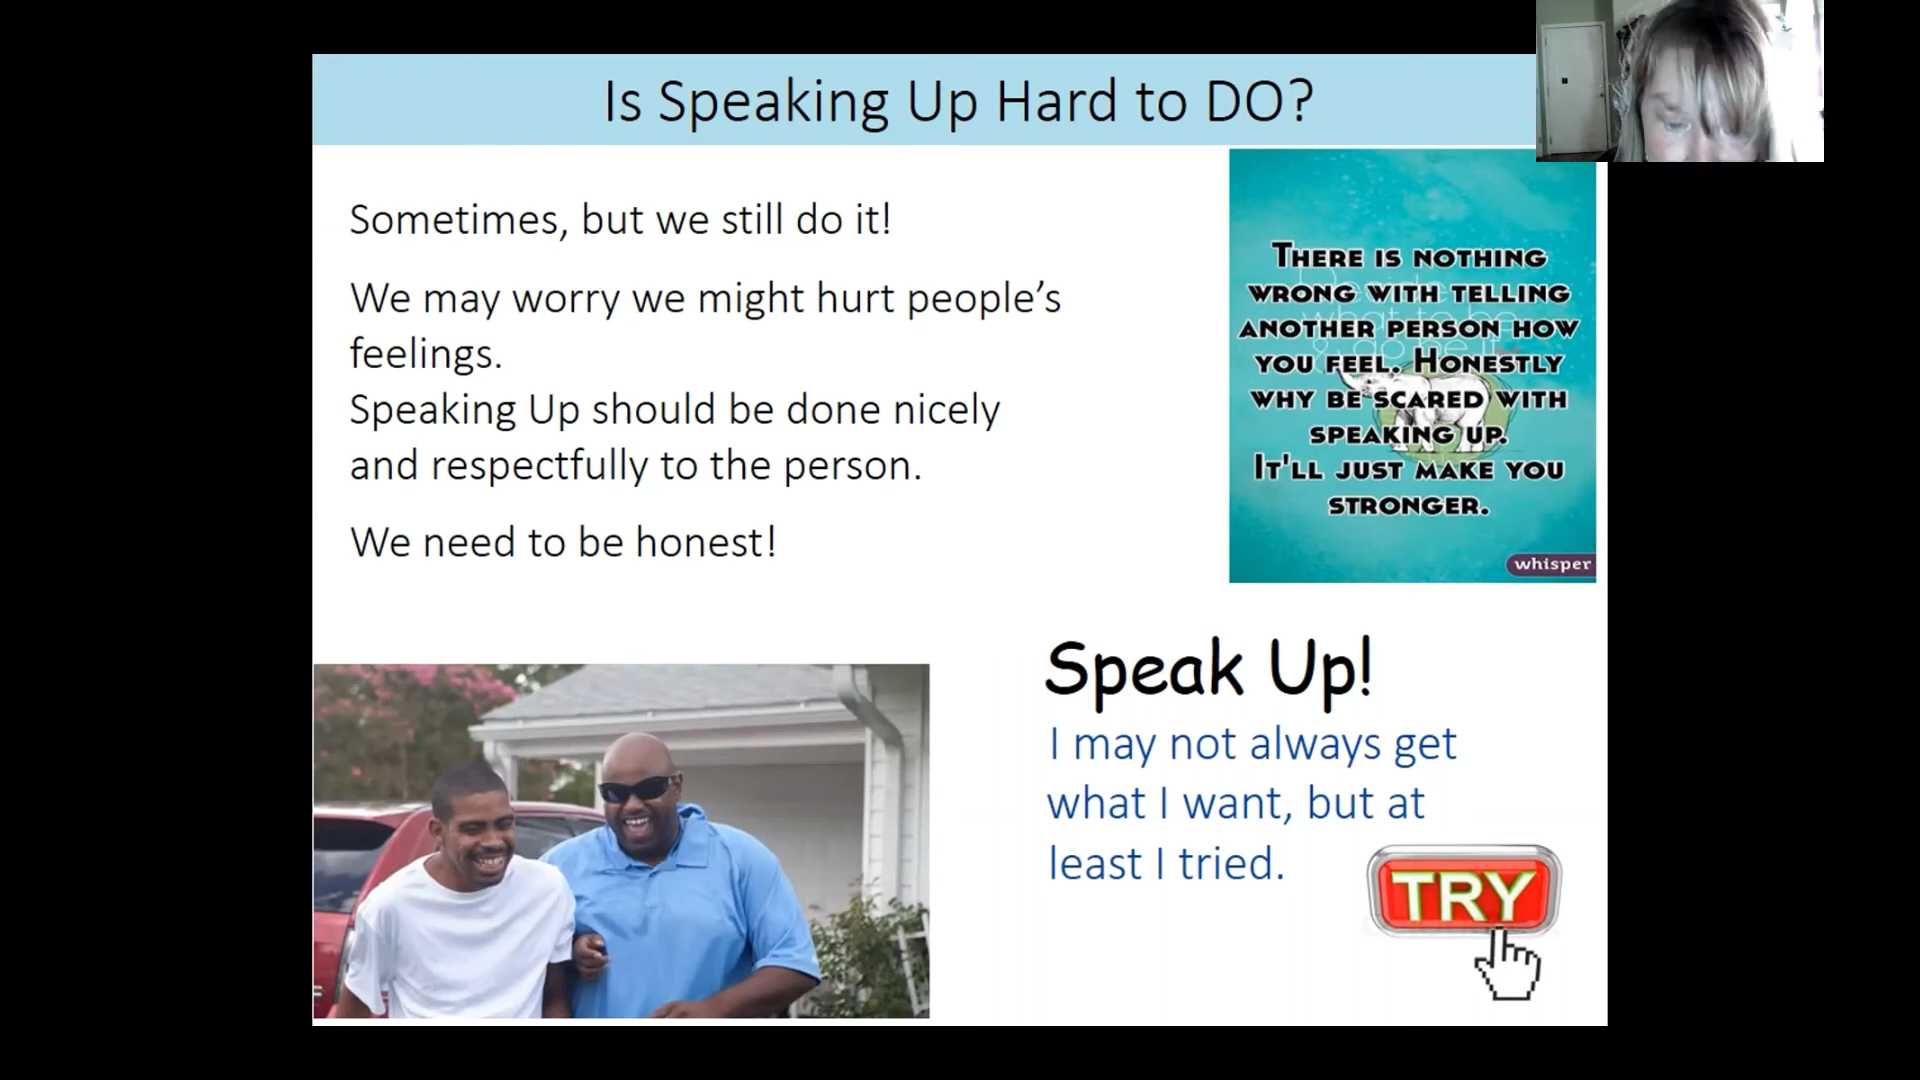 Is Speaking Up Hard to DO?
Sometimes, but we still do it!
We may worry we might hurt people's
feelings.
Speaking Up should be done nicely
and respectfully to the person.
We need to be honest!
THERE IS NOTHING
WRONG WITH TELLING
ANOTHER PERSON HOW
YOU FEEL. HONESTLY
WHY BE SCARED WITH
SPEAKING UP.
IT'LL JUST MAKE YOU
STRONGER.
whisper
Speak Up!
I may not always get
what I want, but at
least I tried.
TRY